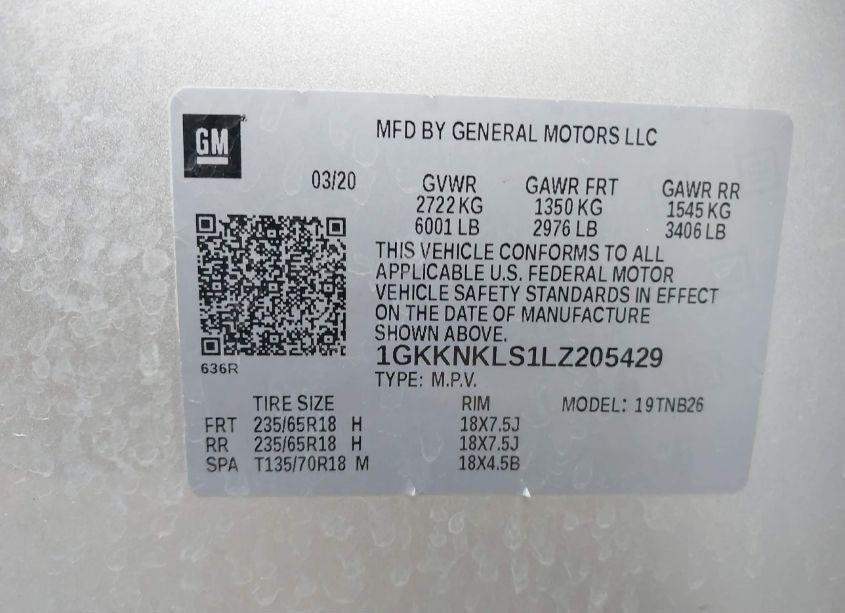 GM
MFD BY GENERAL MOTORS LLC
03/20
GVWR GAWR FRT GAWR RR
2722 KG 1350 KG 1545 KG
6001 LB 2976 LB 3406 LB
THIS VEHICLE CONFORMS TO ALL
APPLICABLE U.S. FEDERAL MOTOR
VEHICLE SAFETY STANDARDS IN EFFECT
ON THE DATE OF MANUFACTURE
SHOWN ABOVE.
1GKKNKLS1LZ205429
636R
TYPE: M.P.V.
TIRE SIZE RIM MODEL: 19TNB26
FRT 235/65R18 H 18X7.5J
RR 235/65R18 H 18X7.5J
SPA T135/70R18 M 18X4.5B